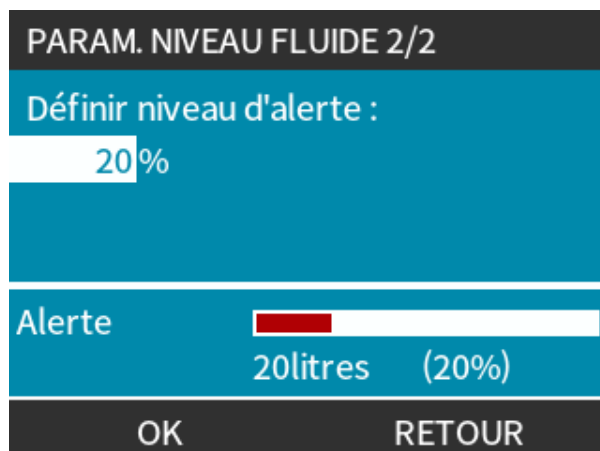 PARAM. NIVEAU FLUIDE 2/2
Définir niveau d'alerte :
20%
Alerte
20litres (20%)
OK RETOUR